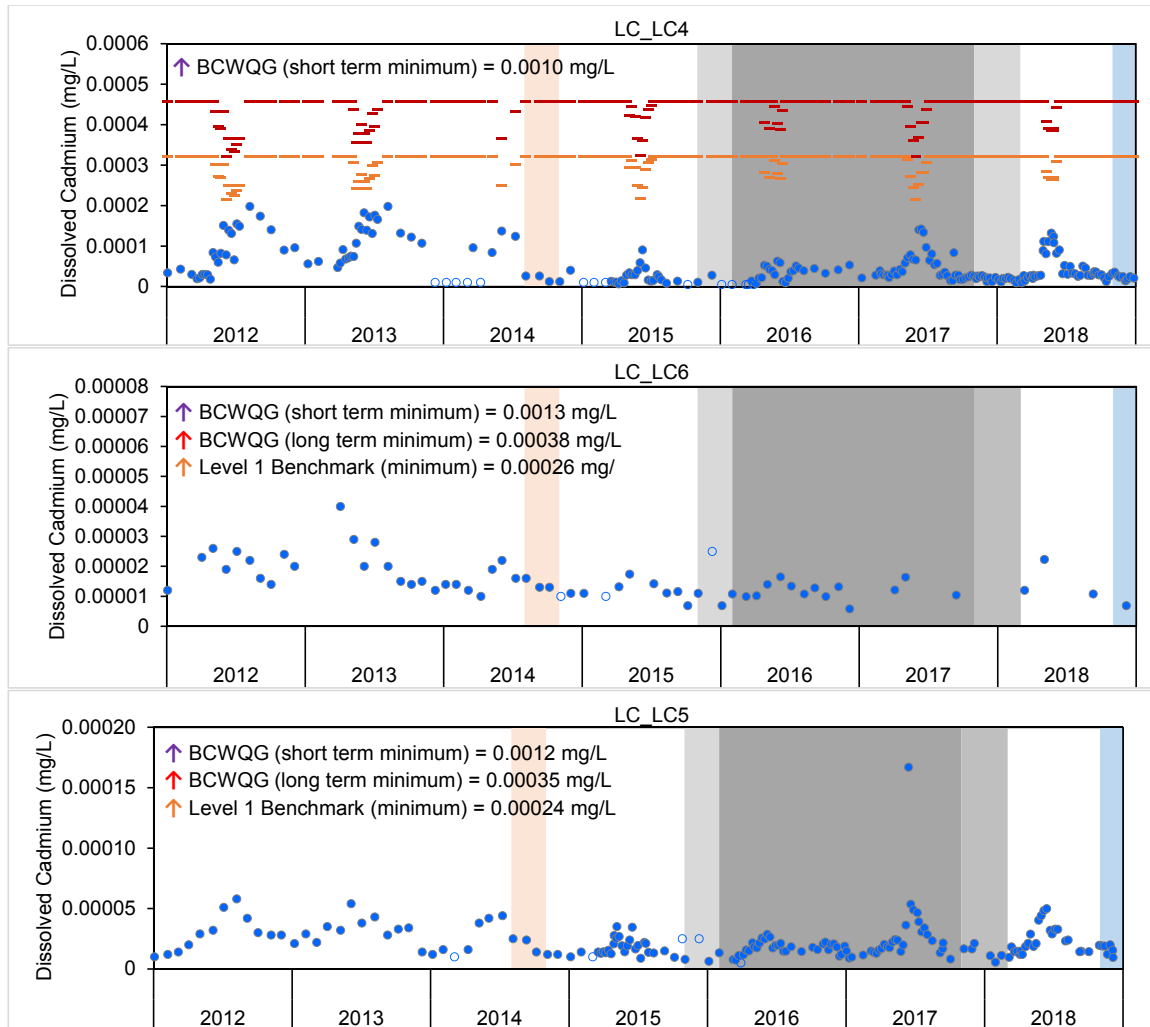 LC_LC4
Dissolved Cadmium (mg/L)
0.0006
0.0005
0.0004
0.0003
0.0002
0.0001
0
↑ BCWQG (short term minimum) = 0.0010 mg/L
2012 2013 2014 2015 2016 2017 2018
LC_LC6
Dissolved Cadmium (mg/L)
0.00008
0.00007
0.00006
0.00005
0.00004
0.00003
0.00002
0.00001
0
↑ BCWQG (short term minimum) = 0.0013 mg/L
↑ BCWQG (long term minimum) = 0.00038 mg/L
↑ Level 1 Benchmark (minimum) = 0.00026 mg/
2012 2013 2014 2015 2016 2017 2018
LC_LC5
Dissolved Cadmium (mg/L)
0.00020
0.00015
0.00010
0.00005
0
↑ BCWQG (short term minimum) = 0.0012 mg/L
↑ BCWQG (long term minimum) = 0.00035 mg/L
↑ Level 1 Benchmark (minimum) = 0.00024 mg/L
2012 2013 2014 2015 2016 2017 2018